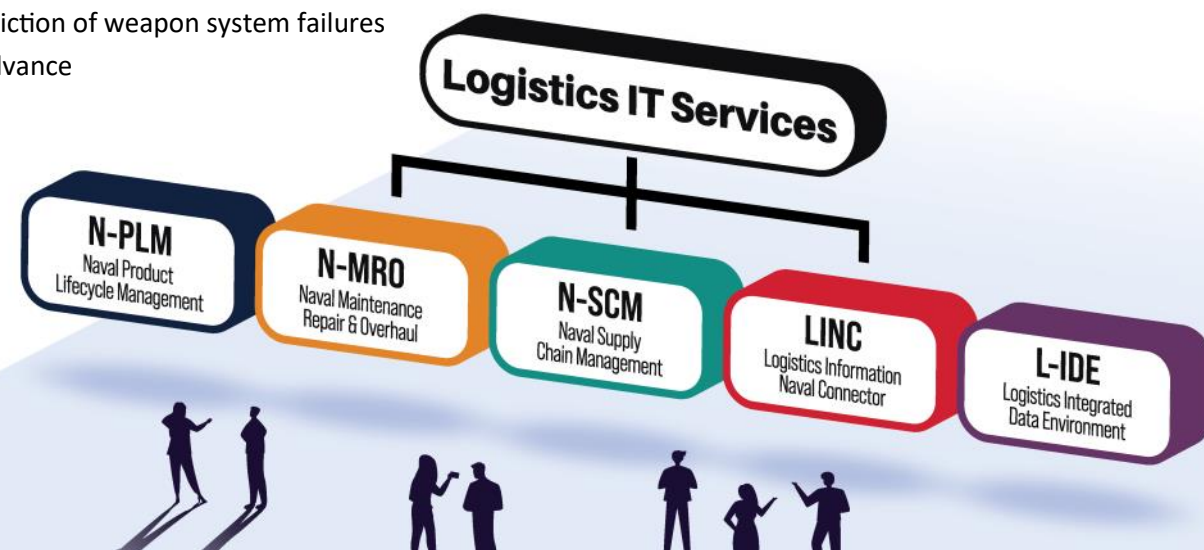 iction of weapon system failures
dvance
Logistics IT Services
N-PLM
Naval Product
Lifecycle Management
N-MRO
Naval Maintenance
Repair & Overhaul
N-SCM
Naval Supply
Chain Management
LINC
Logistics Information
Naval Connector
L-IDE
Logistics Integrated
Data Environment